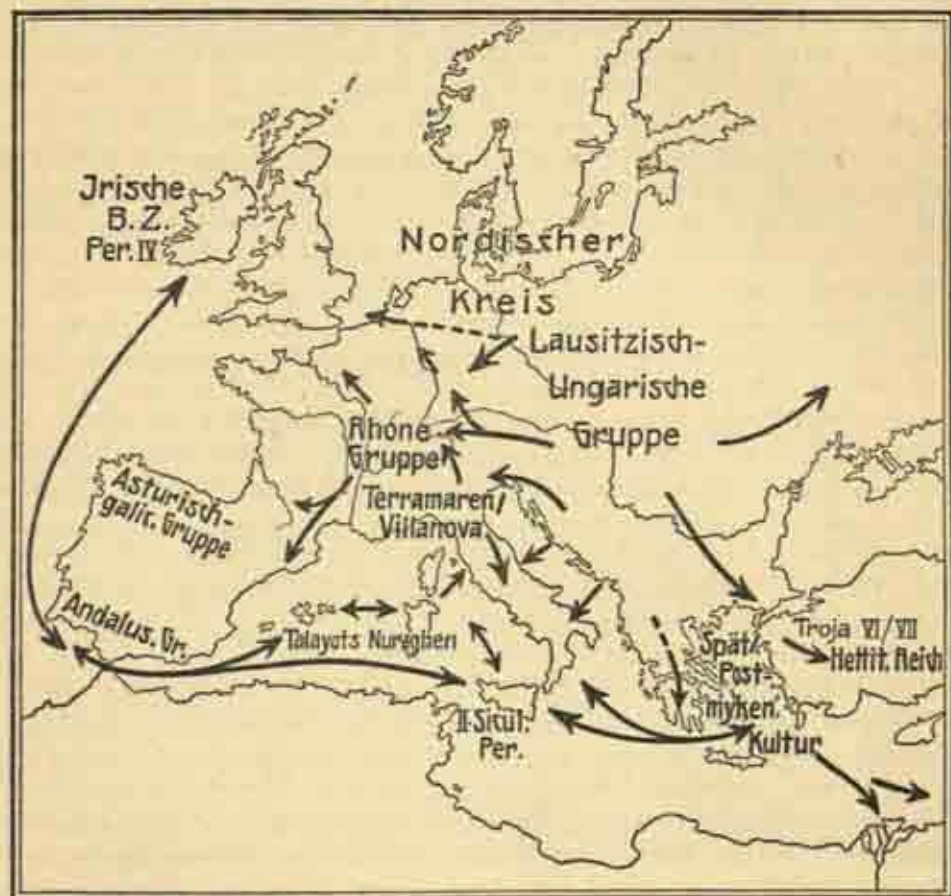 Jrische
B.Z.
Per. IV
Nordischer
Kreis
Lausitzisch-
Ungarische
Gruppe
Rhône
Gruppe
Asturisch-
galic. Gruppe
Terramaren/
Villanova
Andalus. Gr.
Talayots Nuraghen
Troja VI/VII
Hettit. Reich
Spät/
Post-
myken.
Kultur
II. Sicul.
Per.